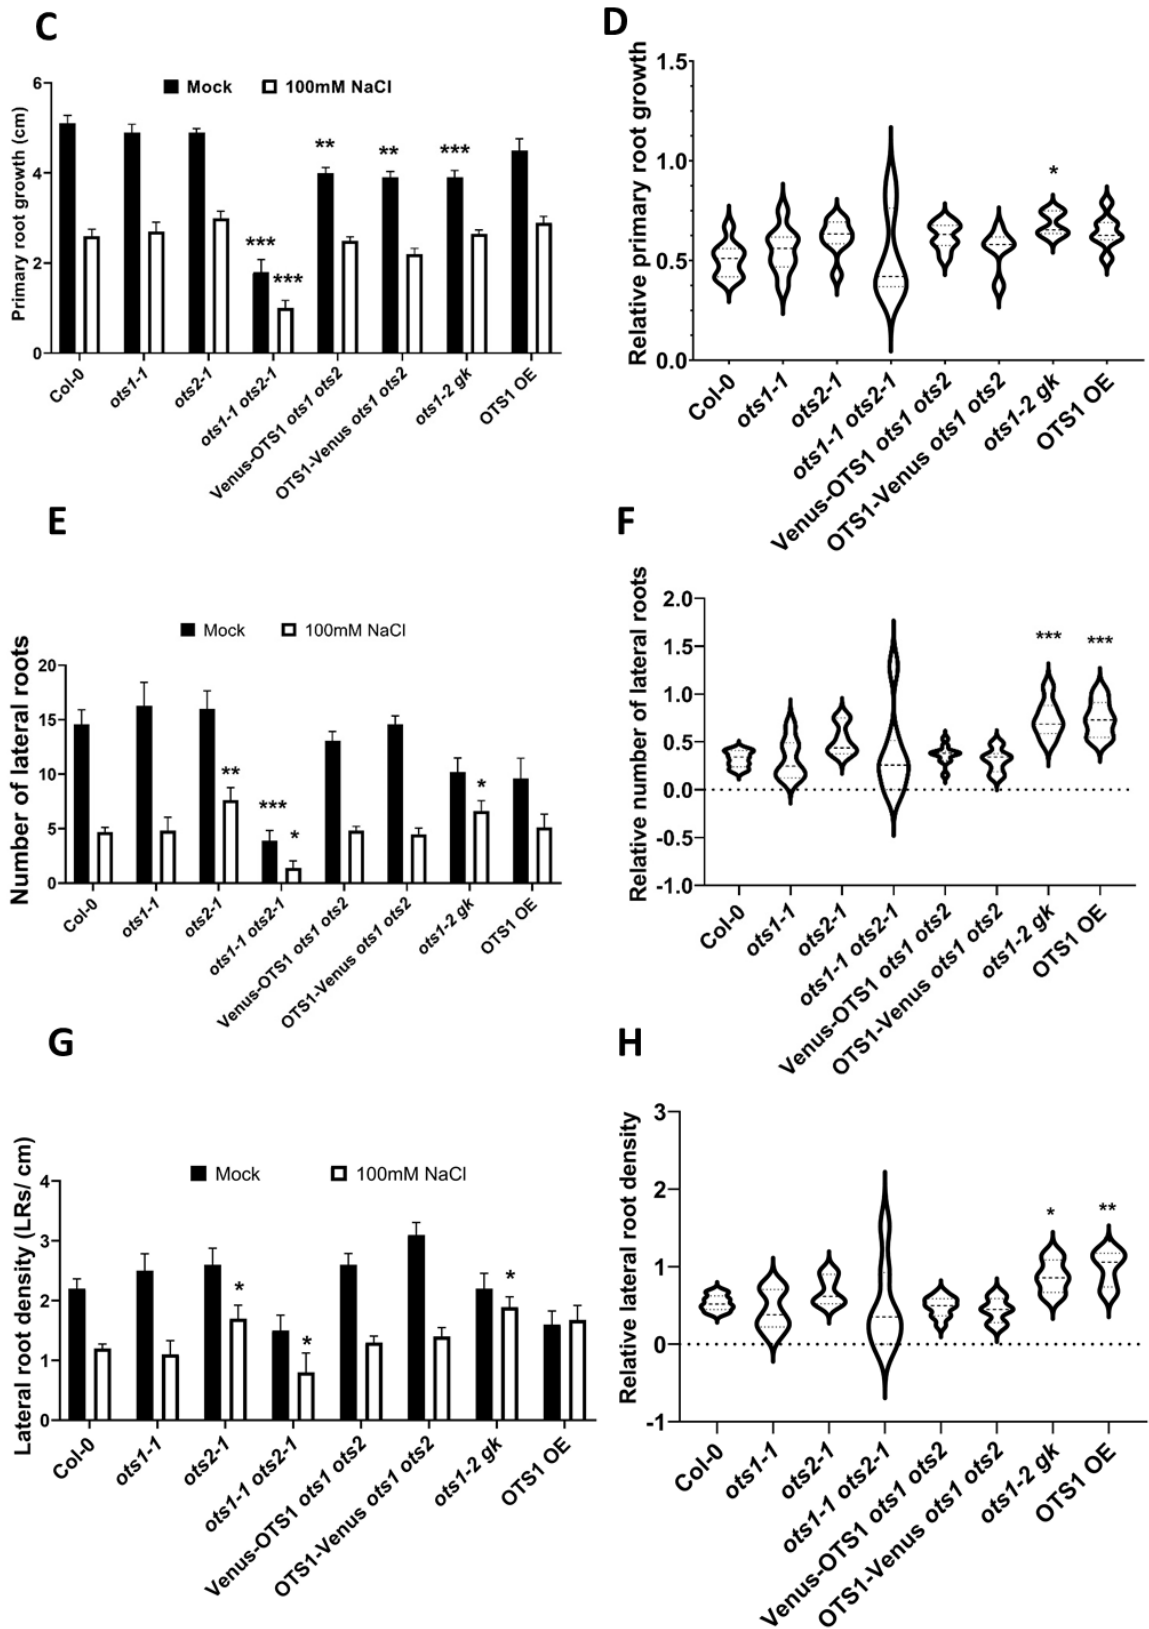 C
Mock
100mM NaCl
Primary root growth (cm)
6
4
2
0
***
***
**
**
***
Col-0
ots1-1
ots2-1
ots1-1 ots2-1
Venus-OTS1 ots1 ots2
OTS1-Venus ots1 ots2
ots1-2 gk
OTS1 OE
D
Relative primary root growth
1.5
1.0
0.5
0.0
*
Col-0
ots1-1
ots2-1
ots1-1 ots2-1
Venus-OTS1 ots1 ots2
OTS1-Venus ots1 ots2
ots1-2 gk
OTS1 OE
E
Mock
100mM NaCl
Number of lateral roots
20
15
10
5
0
**
***
*
*
Col-0
ots1-1
ots2-1
ots1-1 ots2-1
Venus-OTS1 ots1 ots2
OTS1-Venus ots1 ots2
ots1-2 gk
OTS1 OE
F
Relative number of lateral roots
2.0
1.5
1.0
0.5
0.0
-0.5
-1.0
***
***
Col-0
ots1-1
ots2-1
ots1-1 ots2-1
Venus-OTS1 ots1 ots2
OTS1-Venus ots1 ots2
ots1-2 gk
OTS1 OE
G
Mock
100mM NaCl
Lateral root density (LRs/ cm)
4
3
2
1
0
*
*
*
Col-0
ots1-1
ots2-1
ots1-1 ots2-1
Venus-OTS1 ots1 ots2
OTS1-Venus ots1 ots2
ots1-2 gk
OTS1 OE
H
Relative lateral root density
3
2
1
0
-1
*
**
Col-0
ots1-1
ots2-1
ots1-1 ots2-1
Venus-OTS1 ots1 ots2
OTS1-Venus ots1 ots2
ots1-2 gk
OTS1 OE